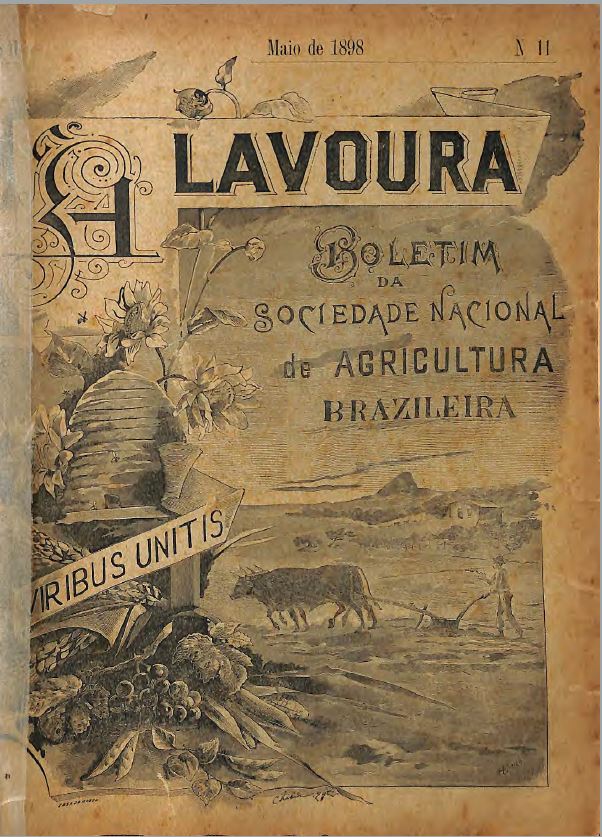 Maio de 1898 N 11
A LAVOURA
BOLETIM
DA
SOCIEDADE NACIONAL
de AGRICULTURA
BRAZILEIRA
VIRIBUS UNITIS